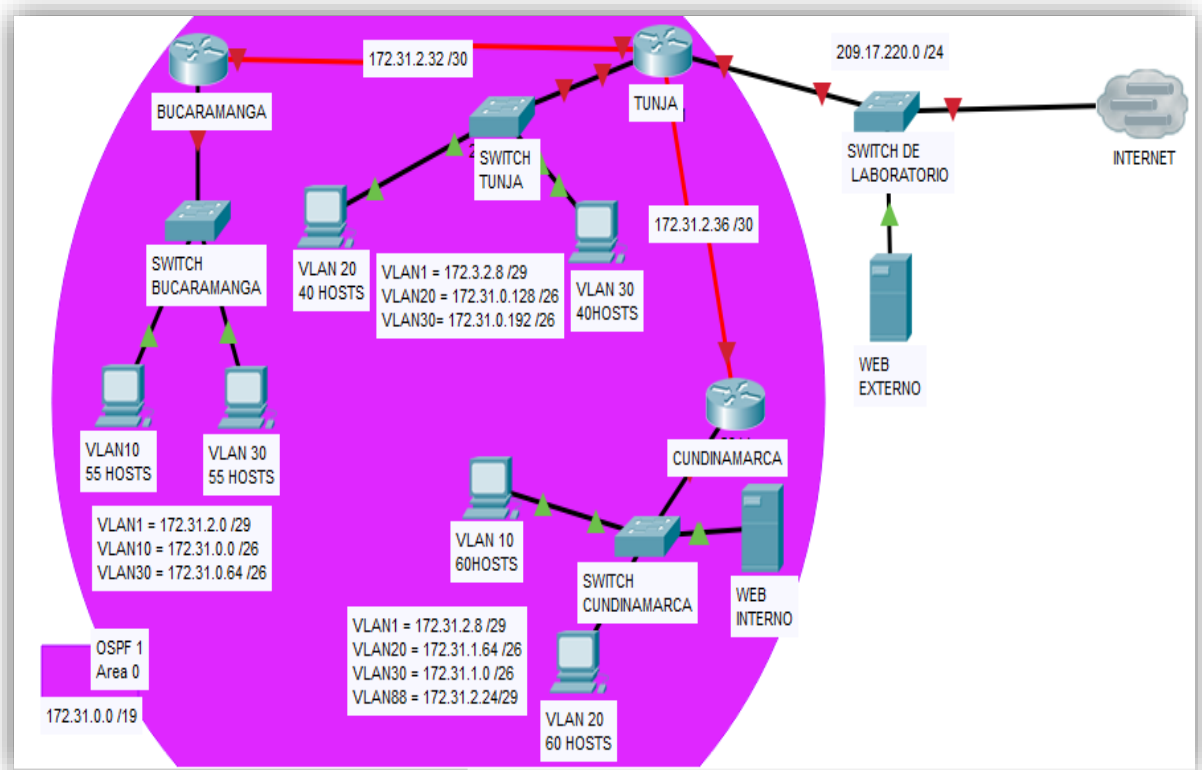 172.31.2.32 /30
209.17.220.0 /24
BUCARAMANGA
TUNJA
SWITCH
TUNJA
SWITCH DE
LABORATORIO
INTERNET
172.31.2.36 /30
SWITCH
BUCARAMANGA
VLAN 20
40 HOSTS
VLAN1 = 172.3.2.8 /29
VLAN20 = 172.31.0.128 /26
VLAN30= 172.31.0.192 /26
VLAN 30
40HOSTS
WEB
EXTERNO
VLAN10
55 HOSTS
VLAN 30
55 HOSTS
CUNDINAMARCA
VLAN1 = 172.31.2.0 /29
VLAN10 = 172.31.0.0 /26
VLAN30 = 172.31.0.64 /26
VLAN 10
60HOSTS
SWITCH
CUNDINAMARCA
WEB
INTERNO
VLAN1 = 172.31.2.8 /29
VLAN20 = 172.31.1.64 /26
VLAN30 = 172.31.1.0 /26
VLAN88 = 172.31.2.24/29
VLAN 20
60 HOSTS
OSPF 1
Area 0
172.31.0.0 /19